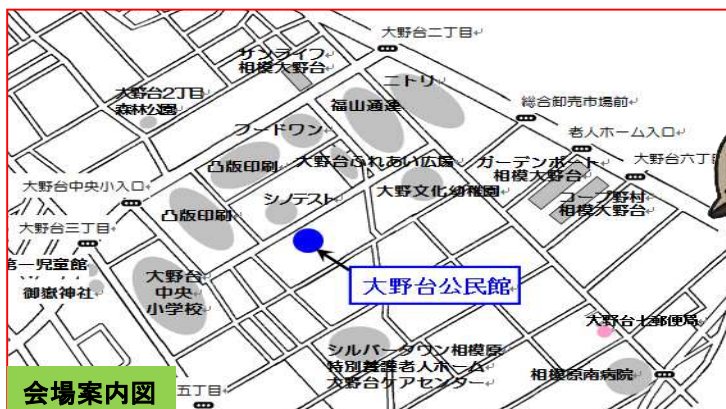 大野台二丁目
サンライフ
相模大野台
ニトリ
大野台2丁目
森林公園
福山通運
総合卸売市場前
フードワン
老人ホーム入口
凸版印刷
大野台ふれあい広場
ガーデンポート
相模大野台
大野台六丁
大野台中央小入口
シノテスト
大野文化幼稚園
コープ野村
相模大野台
凸版印刷
大野台三丁目
第一児童館
御嶽神社
大野台
中央
小学校
大野台公民館
大野台七郵便局
シルバータウン相模原
特別養護老人ホーム
大野台ケアセンター
相模原南病院
会場案内図
五丁目